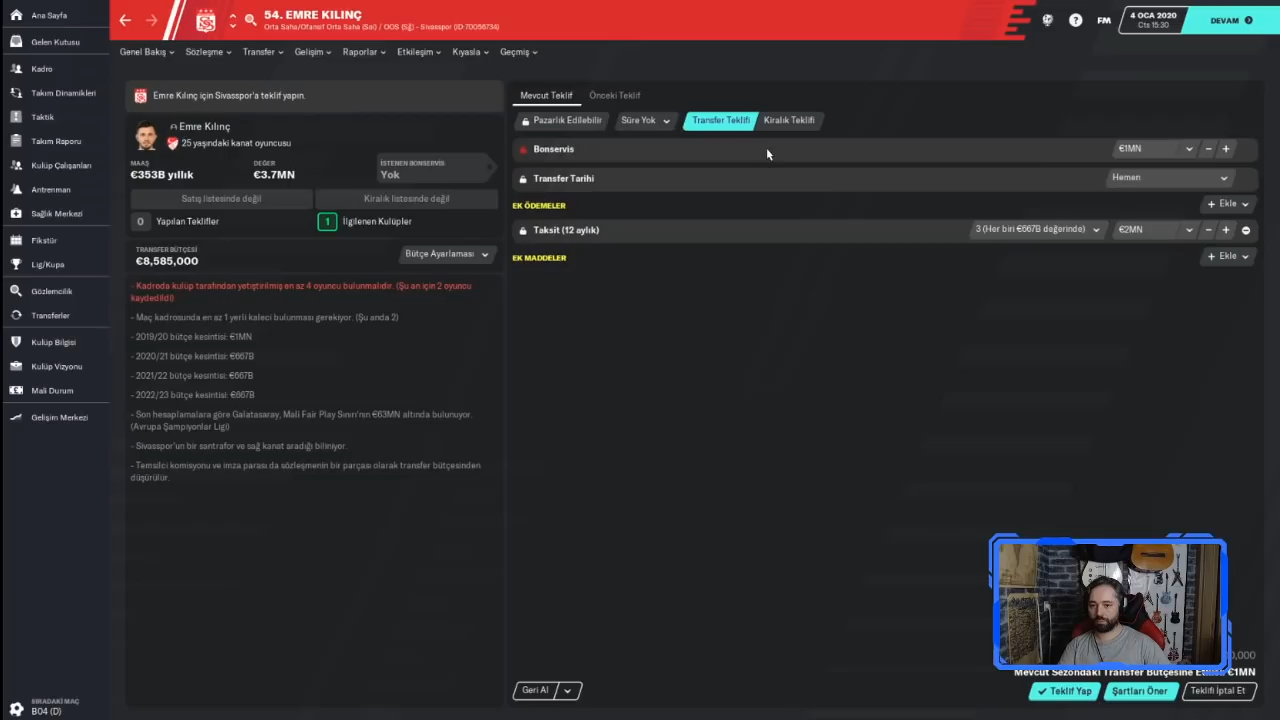 Ana Sayfa
Gelen Kutusu
Kadro
Takım Dinamikleri
Taktik
Takım Raporu
Kulüp Çalışanları
Antrenman
Sağlık Merkezi
Fikstür
Lig/Kupa
Gözlemcilik
Transferler
Kulüp Bilgisi
Kulüp Vizyonu
Mali Durum
Gelişim Merkezi
SIRADAKİ MAÇ
B04 (D)
54. EMRE KILINÇ
Orta Saha/Ofansif Orta Saha (Sol) / OOS (Sğ) - Sivasspor (ID 70056734)
FM
4 OCA 2020
Cts 15:30
DEVAM
Genel Bakış
Sözleşme
Transfer
Gelişim
Raporlar
Etkileşim
Kıyasla
Geçmiş
Emre Kılınç için Sivasspor'a teklif yapın.
Emre Kılınç
25 yaşındaki kanat oyuncusu
MAAŞ
€353B yıllık
DEĞER
€3.7MN
İSTENEN BONSERVİS:
Yok
Satış listesinde değil
Kiralık listesinde değil
0 Yapılan Teklifler
1 İlgilenen Kulüpler
TRANSFER BÜTÇESİ
€8,585,000
Bütçe Ayarlaması
- Kadroda kulüp tarafından yetiştirilmiş en az 4 oyuncu bulunmalıdır. (Şu an için 2 oyuncu
kaydedildi)
- Maç kadrosunda en az 1 yerli kaleci bulunması gerekiyor. (Şu anda 2)
- 2019/20 bütçe kesintisi: €1MN
- 2020/21 bütçe kesintisi: €667B
- 2021/22 bütçe kesintisi: €667B
- 2022/23 bütçe kesintisi: €667B
- Son hesaplamalara göre Galatasaray, Mali Fair Play Sınırı'nın €63MN altında bulunuyor.
(Avrupa Şampiyonlar Ligi)
- Sivasspor'un bir santrafor ve sağ kanat aradığı biliniyor.
- Temsilci komisyonu ve imza parası da sözleşmenin bir parçası olarak transfer bütçesinden
düşürülür.
Mevcut Teklif
Önceki Teklif
Pazarlık Edilebilir
Süre Yok
Transfer Teklifi
Kiralık Teklifi
Bonservis
€1MN
Transfer Tarihi
Hemen
EK ÖDEMELER
+ Ekle
Taksit (12 aylık)
3 (Her biri €667B değerinde)
€2MN
EK MADDELER
+ Ekle
Geri Al
Mevcut Sezondaki Transfer Bütçesine €1MN
Teklif Yap
Şartları Öner
Teklifi İptal Et